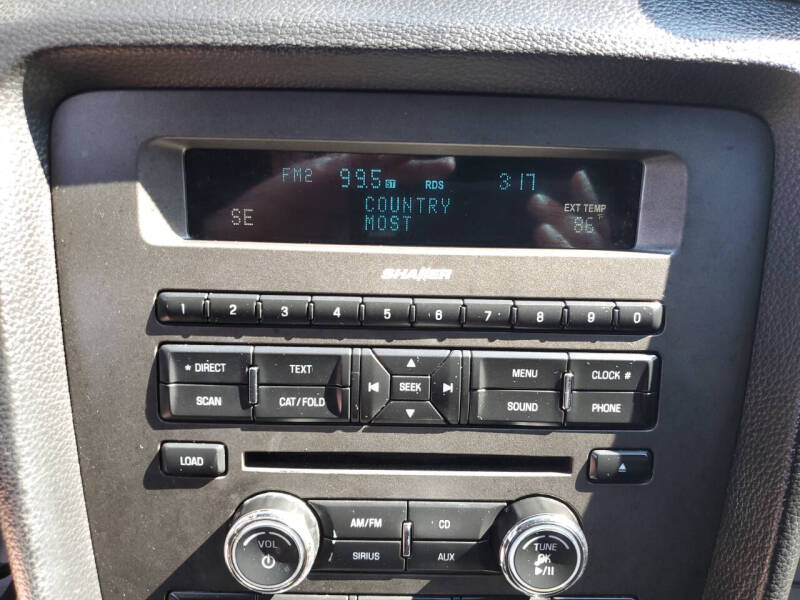 FM2 99.5 ST RDS 3:17
COUNTRY
SE MOST EXT TEMP
86°F
SHAKER
1 2 3 4 5 6 7 8 9 0
* DIRECT TEXT MENU CLOCK #
SEEK
SCAN CAT/FOLD SOUND PHONE
LOAD
AM/FM CD
VOL TUNE
OK
SIRIUS AUX